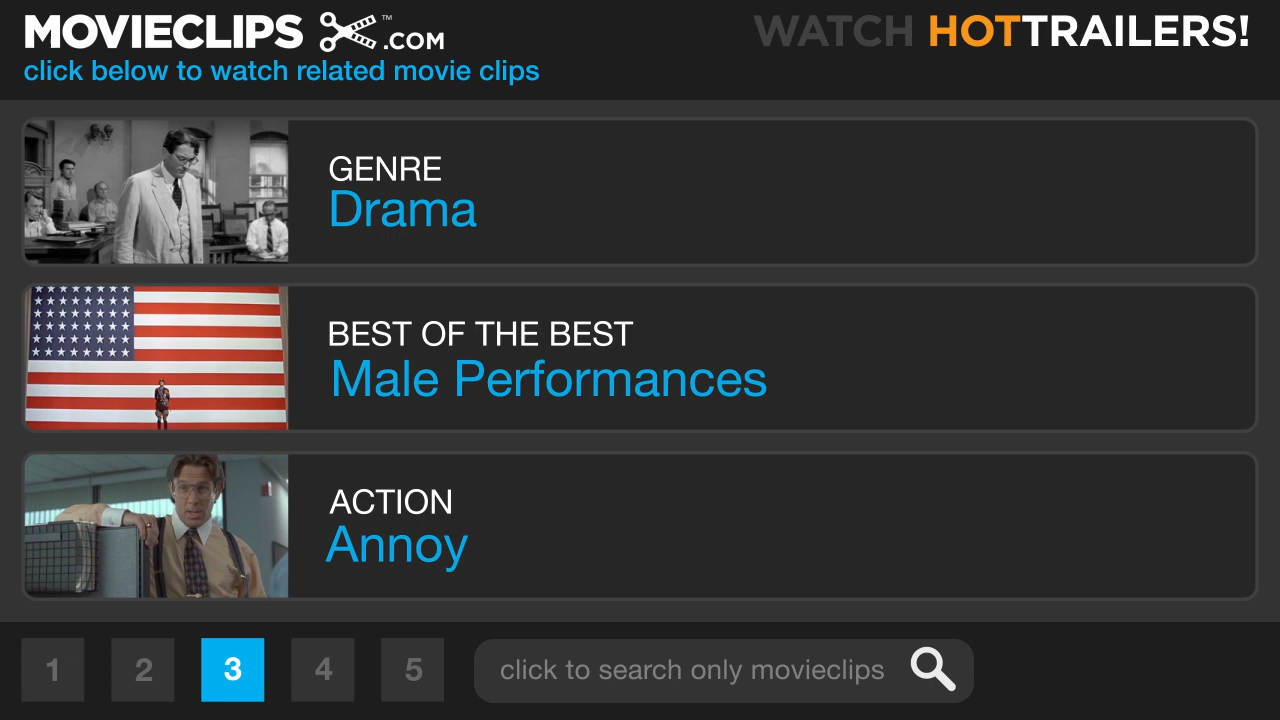 MOVIECLIPS ™ .COM
WATCH HOTTRAILERS!
click below to watch related movie clips
GENRE
Drama
BEST OF THE BEST
Male Performances
ACTION
Annoy
1 2 3 4 5
click to search only movieclips